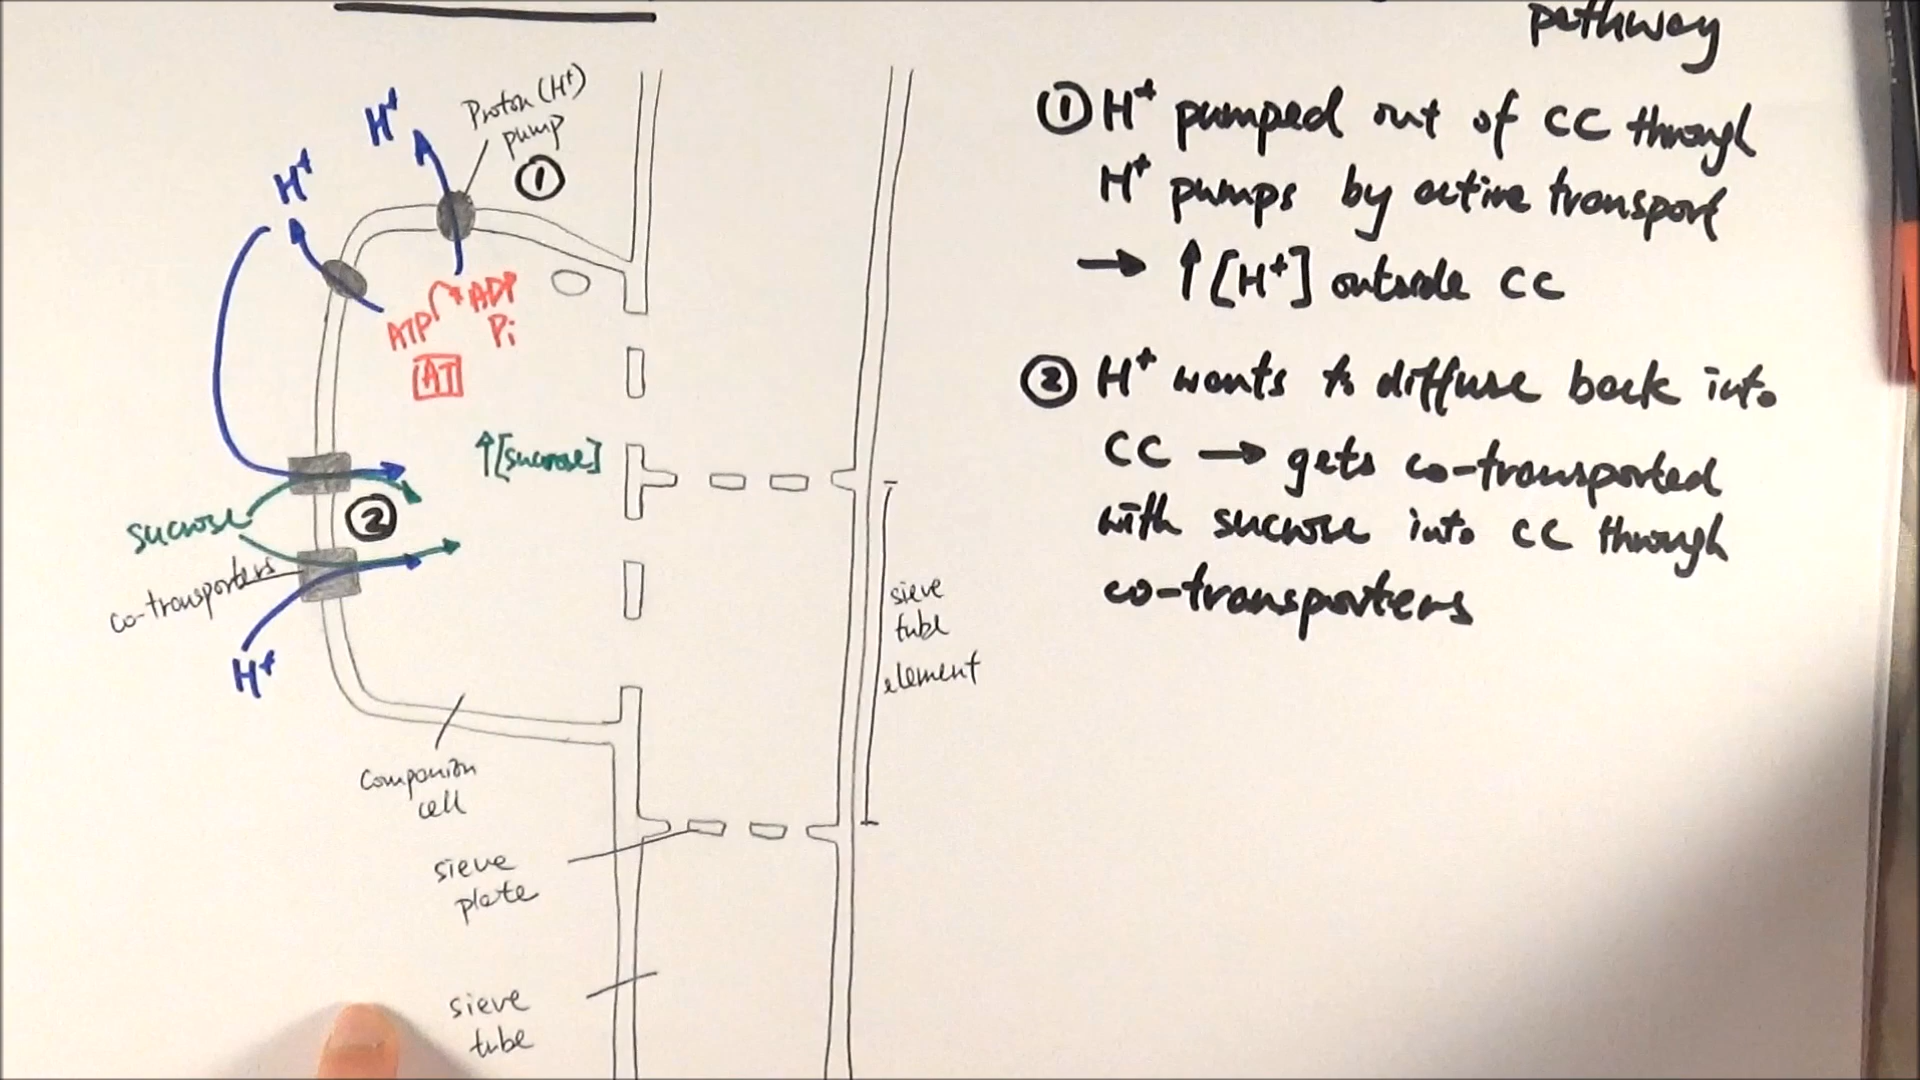 pathway
① H⁺ pumped out of CC through
H⁺ pumps by active transport
→ ↑[H⁺] outside CC
② H⁺ wants to diffuse back into
CC → gets co-transported
with sucrose into CC through
co-transporters
Proton (H⁺)
pump
①
H⁺
H⁺
ATP
ADP
Pi
AT
↑[sucrose]
②
sucrose
co-transporters
H⁺
sieve
tube
element
companion
cell
sieve
plate
sieve
tube